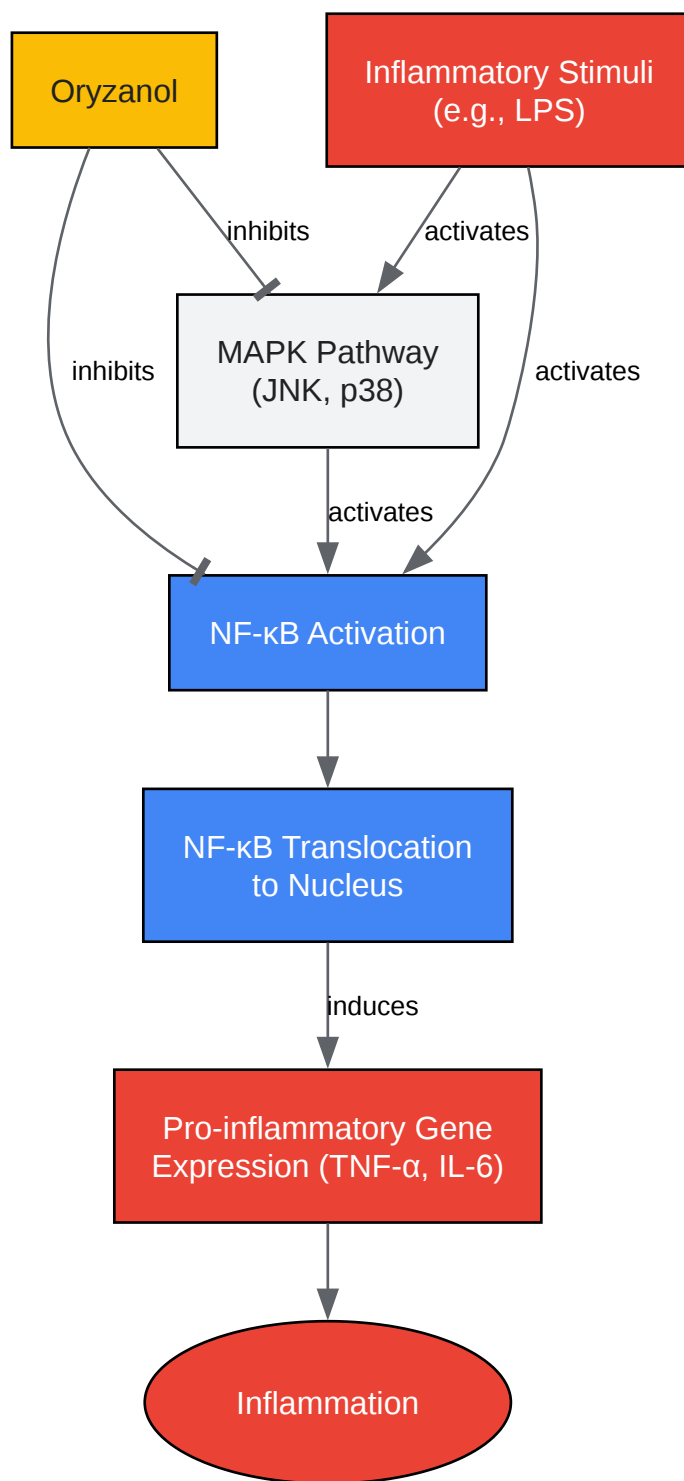 Oryzanol
Inflammatory Stimuli
(e.g., LPS)
inhibits
activates
MAPK Pathway
(JNK, p38)
inhibits
activates
activates
NF-κB Activation
NF-κB Translocation
to Nucleus
induces
Pro-inflammatory Gene
Expression (TNF-α, IL-6)
Inflammation